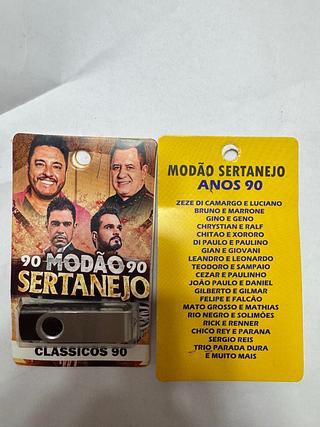 90 MODÃO 90
SERTANEJO
CLASSICOS 90
MODÃO SERTANEJO
ANOS 90
ZEZE DI CAMARGO E LUCIANO
BRUNO E MARRONE
GINO E GENO
CHRYSTIAN E RALF
CHITAO E XORORO
DI PAULO E PAULINO
GIAN E GIOVANI
LEANDRO E LEONARDO
TEODORO E SAMPAIO
CEZAR E PAULINHO
JOÃO PAULO E DANIEL
GILBERTO E GILMAR
FELIPE E FALCÃO
MATO GROSSO E MATHIAS
RIO NEGRO E SOLIMÕES
RICK E RENNER
CHICO REY E PARANA
SERGIO REIS
TRIO PARADA DURA
E MUITO MAIS